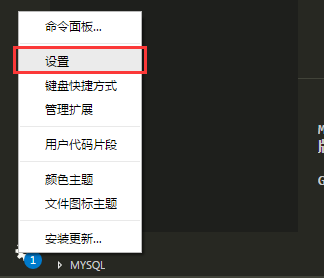 命令面板...
设置
键盘快捷方式
管理扩展
用户代码片段
颜色主题
文件图标主题
安装更新...
1
MYSQL